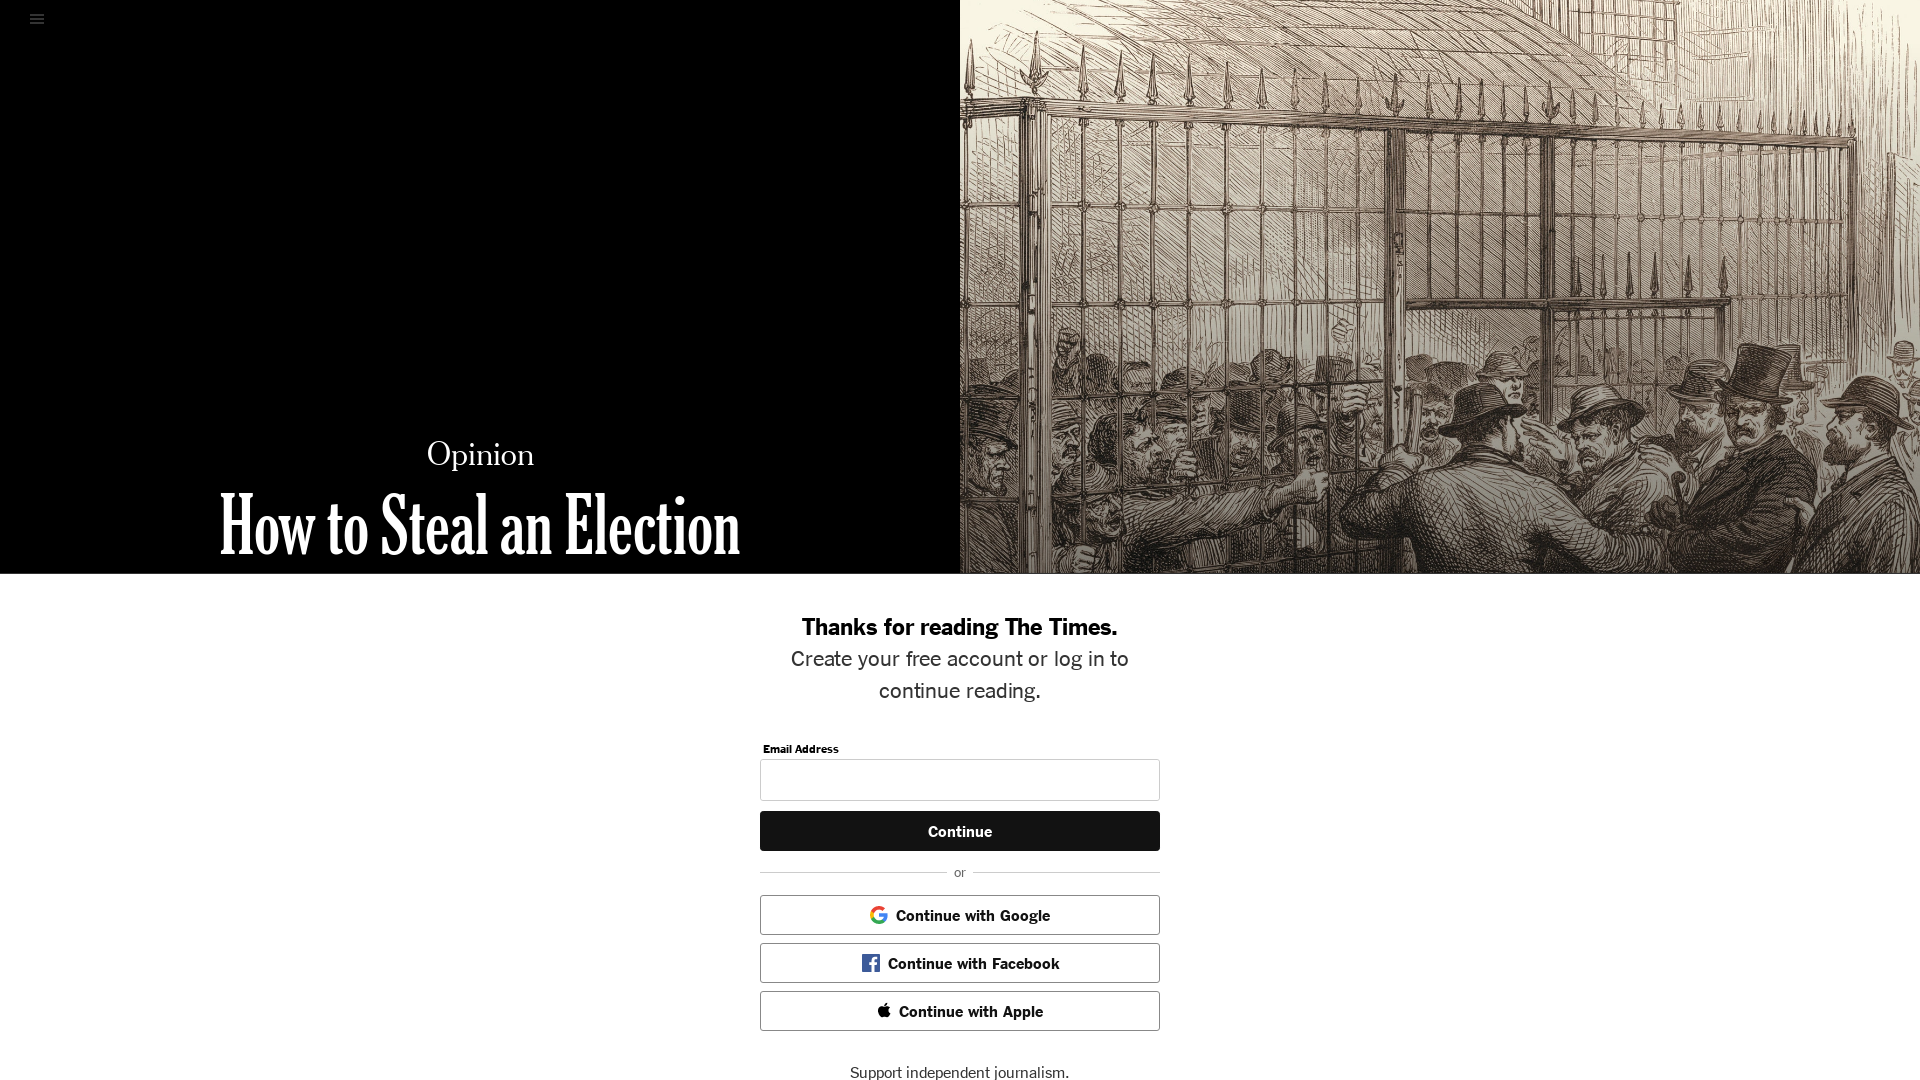 Opinion
How to Steal an Election
Thanks for reading The Times.
Create your free account or log in to
continue reading.
Email Address
Continue
or
Continue with Google
Continue with Facebook
Continue with Apple
Support independent journalism.